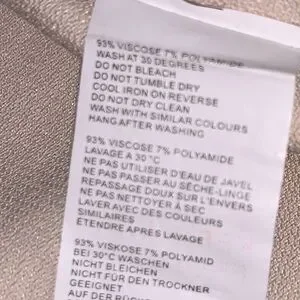 93% VISCOSE 7% POLYAMIDE
WASH AT 30 DEGREES
DO NOT BLEACH
DO NOT TUMBLE DRY
COOL IRON ON REVERSE
DO NOT DRY CLEAN
WASH WITH SIMILAR COLOURS
HANG AFTER WASHING
93% VISCOSE 7% POLYAMIDE
LAVAGE A 30 °C
NE PAS UTILISER D'EAU DE JAVEL
NE PAS PASSER AU SÈCHE-LINGE
REPASSAGE DOUX SUR L'ENVERS
NE PAS NETTOYER À SEC
LAVER AVEC DES COULEURS
SIMILAIRES
ETENDRE APRES LAVAGE
93% VISKOSE 7% POLYAMID
BEI 30°C WASCHEN
NICHT BLEICHEN
NICHT FÜR DEN TROCKNER
GEEIGNET
AUF DER